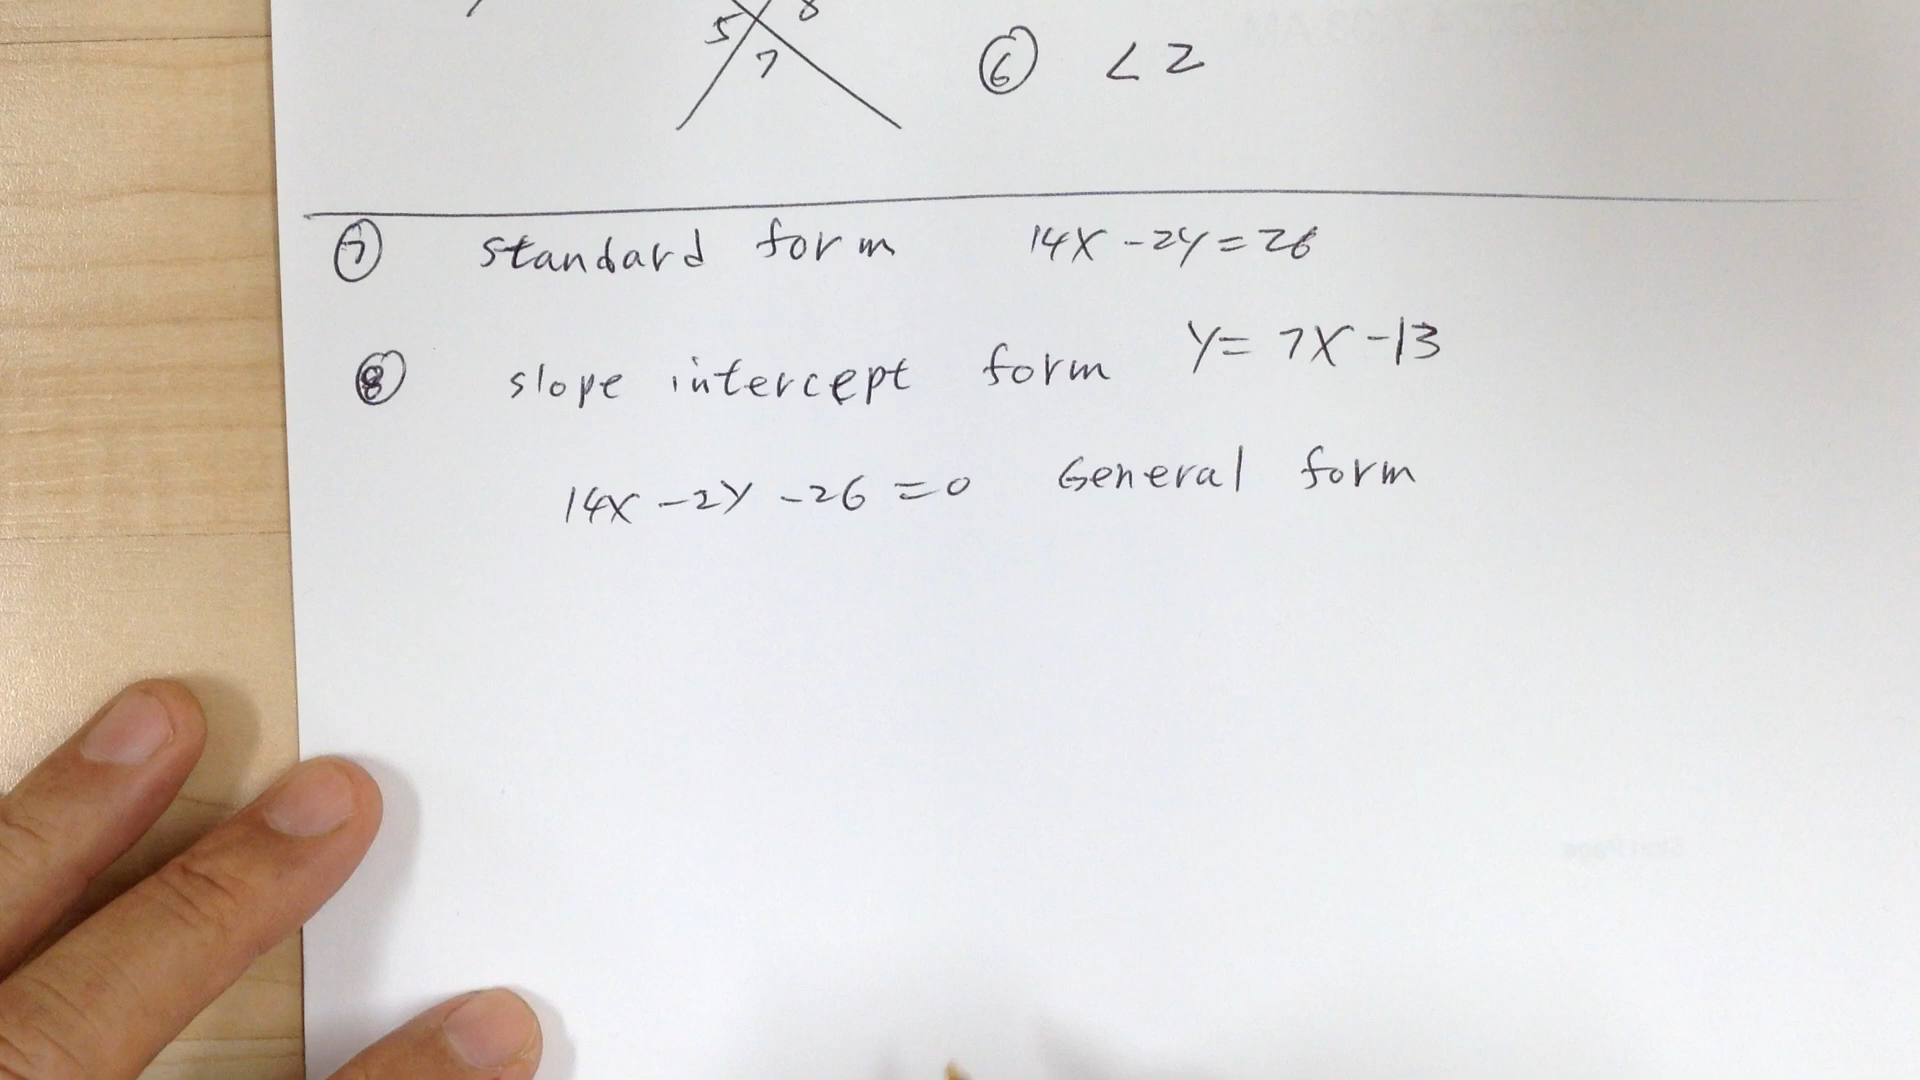 5 8
7
⑥ <2
⑦ standard form 14X -2Y = 26
⑧ slope intercept form Y = 7X -13
14X -2Y -26 = 0 General form